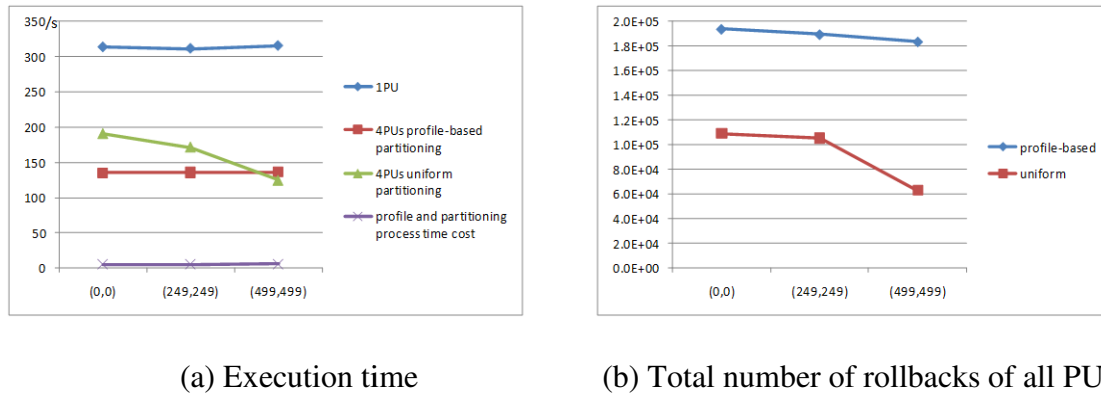 350/s
300
250
200
150
100
50
0
(0,0) (249,249) (499,499)
1PU
4PUs profile-based
partitioning
4PUs uniform
partitioning
profile and partitioning
process time cost
2.0E+05
1.8E+05
1.6E+05
1.4E+05
1.2E+05
1.0E+05
8.0E+04
6.0E+04
4.0E+04
2.0E+04
0.0E+00
(0,0) (249,249) (499,499)
profile-based
uniform
(a) Execution time
(b) Total number of rollbacks of all PU